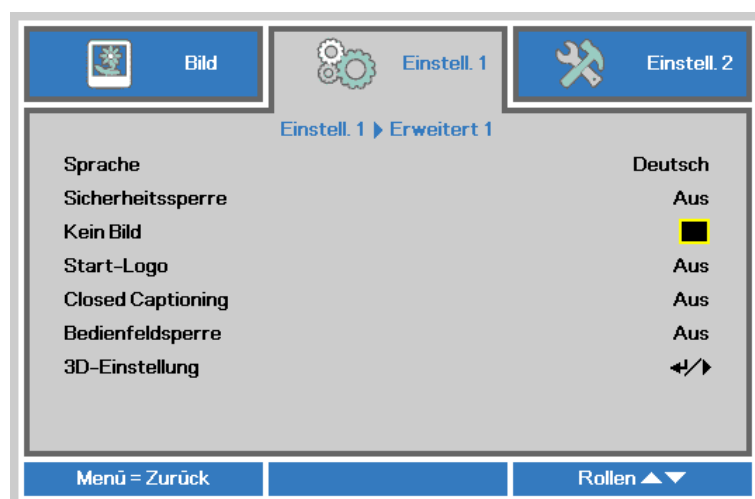 Bild
Einstell. 1
Einstell. 2
Einstell. 1 ▶ Erweitert 1
Sprache Deutsch
Sicherheitssperre Aus
Kein Bild
Start-Logo Aus
Closed Captioning Aus
Bedienfeldsperre Aus
3D-Einstellung ↵/▶
Menü = Zurück
Rollen ▲▼